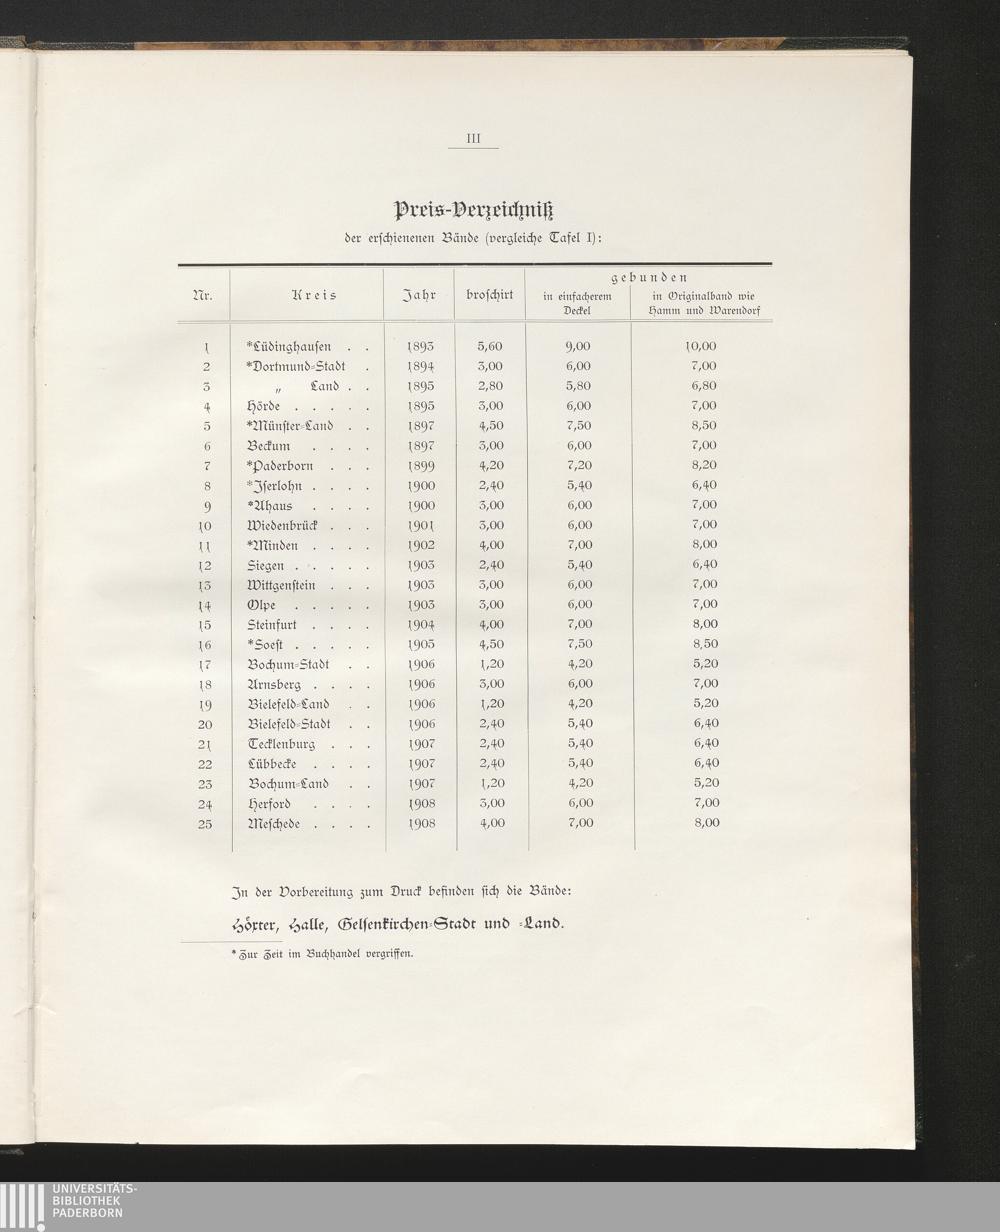 III
Preis-Verzeichniß
der erschienenen Bände (vergleiche Tafel I):
Nr. Kreis Jahr broschirt gebunden
in einfacherem Deckel in Originalband wie Hamm und Warendorf
1 *Lüdinghausen . . 1893 5,60 9,00 10,00
2 *Dortmund-Stadt . 1894 3,00 6,00 7,00
3 „ Land . . 1895 2,80 5,80 6,80
4 Hörde . . . . . 1895 3,00 6,00 7,00
5 *Münster-Land . . 1897 4,50 7,50 8,50
6 Beckum . . . . 1897 3,00 6,00 7,00
7 *Paderborn . . . 1899 4,20 7,20 8,20
8 *Iserlohn . . . . 1900 2,40 5,40 6,40
9 *Ahaus . . . . 1900 3,00 6,00 7,00
10 Wiedenbrück . . . 1901 3,00 6,00 7,00
11 *Minden . . . . 1902 4,00 7,00 8,00
12 Siegen . . . . . 1903 2,40 5,40 6,40
13 Wittgenstein . . . 1903 3,00 6,00 7,00
14 Olpe . . . . . 1903 3,00 6,00 7,00
15 Steinfurt . . . . 1904 4,00 7,00 8,00
16 *Soest . . . . . 1905 4,50 7,50 8,50
17 Bochum-Stadt . . 1906 1,20 4,20 5,20
18 Arnsberg . . . . 1906 3,00 6,00 7,00
19 Bielefeld-Land . . 1906 1,20 4,20 5,20
20 Bielefeld-Stadt . . 1906 2,40 5,40 6,40
21 Tecklenburg . . . 1907 2,40 5,40 6,40
22 Lübbecke . . . . 1907 2,40 5,40 6,40
23 Bochum-Land . . 1907 1,20 4,20 5,20
24 Herford . . . . 1908 3,00 6,00 7,00
25 Meschede . . . . 1908 4,00 7,00 8,00
In der Vorbereitung zum Druck befinden sich die Bände:
Höxter, Halle, Gelsenkirchen-Stadt und -Land.
* Zur Zeit im Buchhandel vergriffen.
UNIVERSITÄTS-
BIBLIOTHEK
PADERBORN